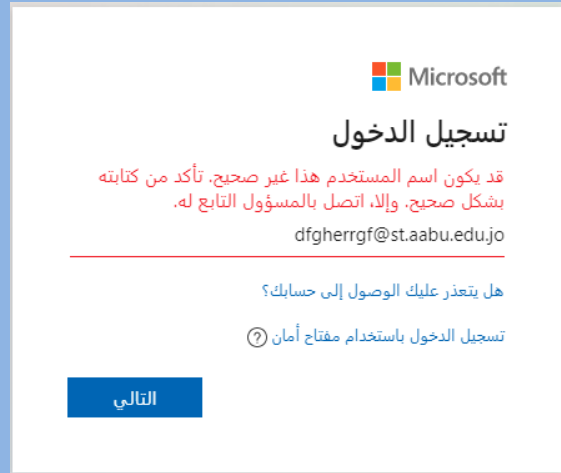 Microsoft
تسجيل الدخول
قد يكون اسم المستخدم هذا غير صحيح. تأكد من كتابته
بشكل صحيح. وإلا، اتصل بالمسؤول التابع له.
dfgherrgf@st.aabu.edu.jo
هل يتعذر عليك الوصول إلى حسابك؟
تسجيل الدخول باستخدام مفتاح أمان ?
التالي